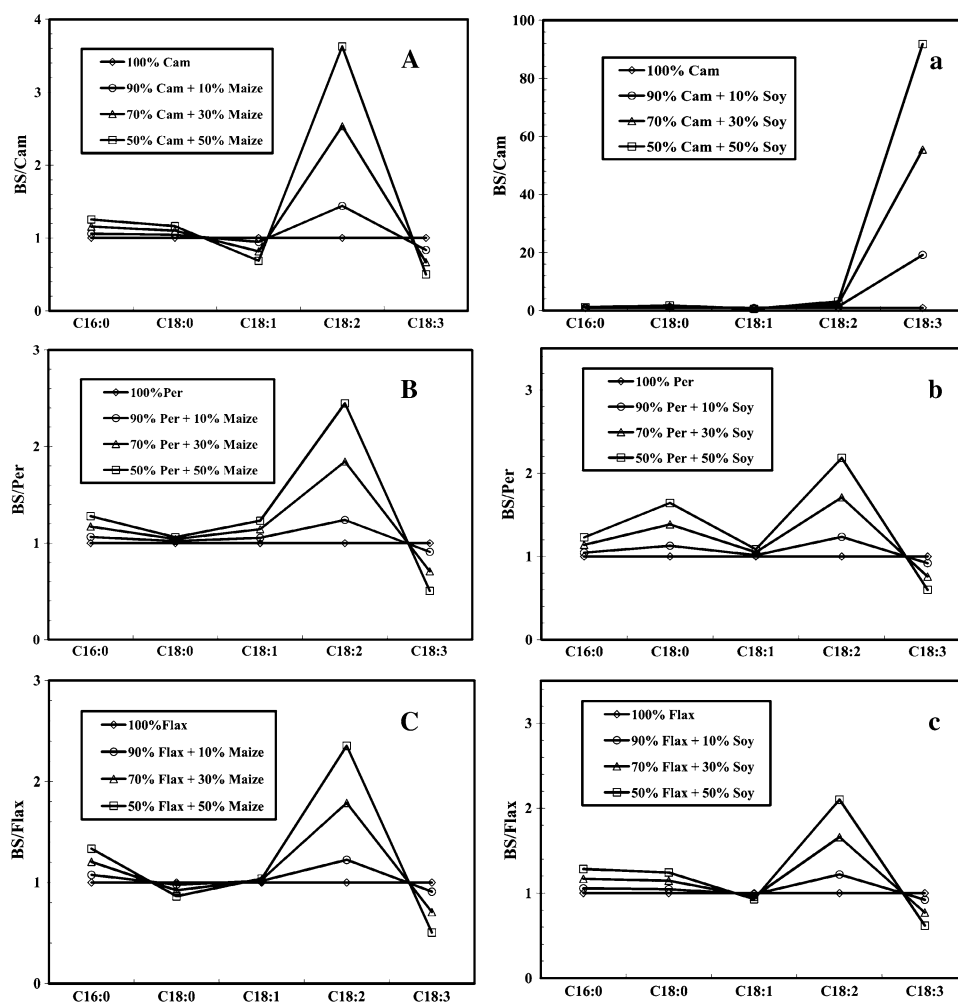 4
3
2
1
0
BS/Cam
100% Cam
90% Cam + 10% Maize
70% Cam + 30% Maize
50% Cam + 50% Maize
A
C16:0 C18:0 C18:1 C18:2 C18:3
100
80
60
40
20
0
BS/Cam
100% Cam
90% Cam + 10% Soy
70% Cam + 30% Soy
50% Cam + 50% Soy
a
C16:0 C18:0 C18:1 C18:2 C18:3
3
2
1
0
BS/Per
100%Per
90% Per + 10% Maize
70% Per + 30% Maize
50% Per + 50% Maize
B
C16:0 C18:0 C18:1 C18:2 C18:3
3
2
1
0
BS/Per
100% Per
90% Per + 10% Soy
70% Per + 30% Soy
50% Per + 50% Soy
b
C16:0 C18:0 C18:1 C18:2 C18:3
3
2
1
0
BS/Flax
100%Flax
90% Flax + 10% Maize
70% Flax + 30% Maize
50% Flax + 50% Maize
C
C16:0 C18:0 C18:1 C18:2 C18:3
3
2
1
0
BS/Flax
100% Flax
90% Flax + 10% Soy
70% Flax + 30% Soy
50% Flax + 50% Soy
c
C16:0 C18:0 C18:1 C18:2 C18:3